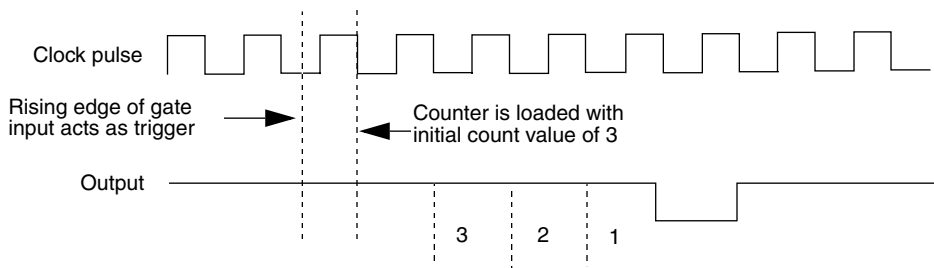 Clock pulse
Rising edge of gate
input acts as trigger
Counter is loaded with
initial count value of 3
Output
3
2
1